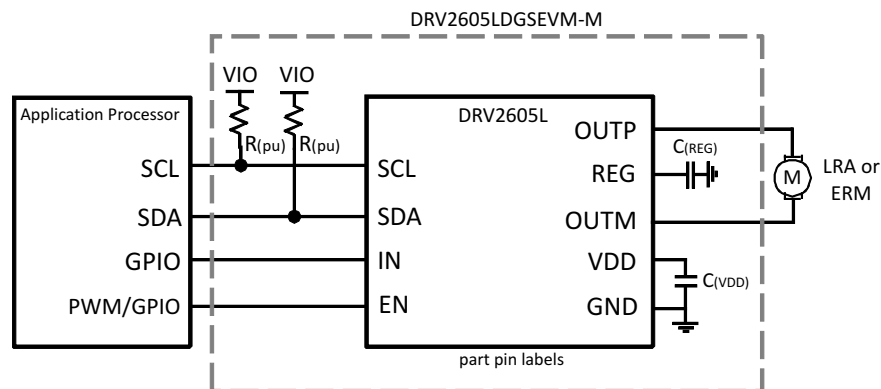 DRV2605LDGSEVM-M
VIO VIO
Application Processor
R(pu) R(pu)
SCL
SDA
GPIO
PWM/GPIO
DRV2605L
SCL
SDA
IN
EN
OUTP
REG
OUTM
VDD
GND
C(REG)
M
LRA or
ERM
C(VDD)
part pin labels